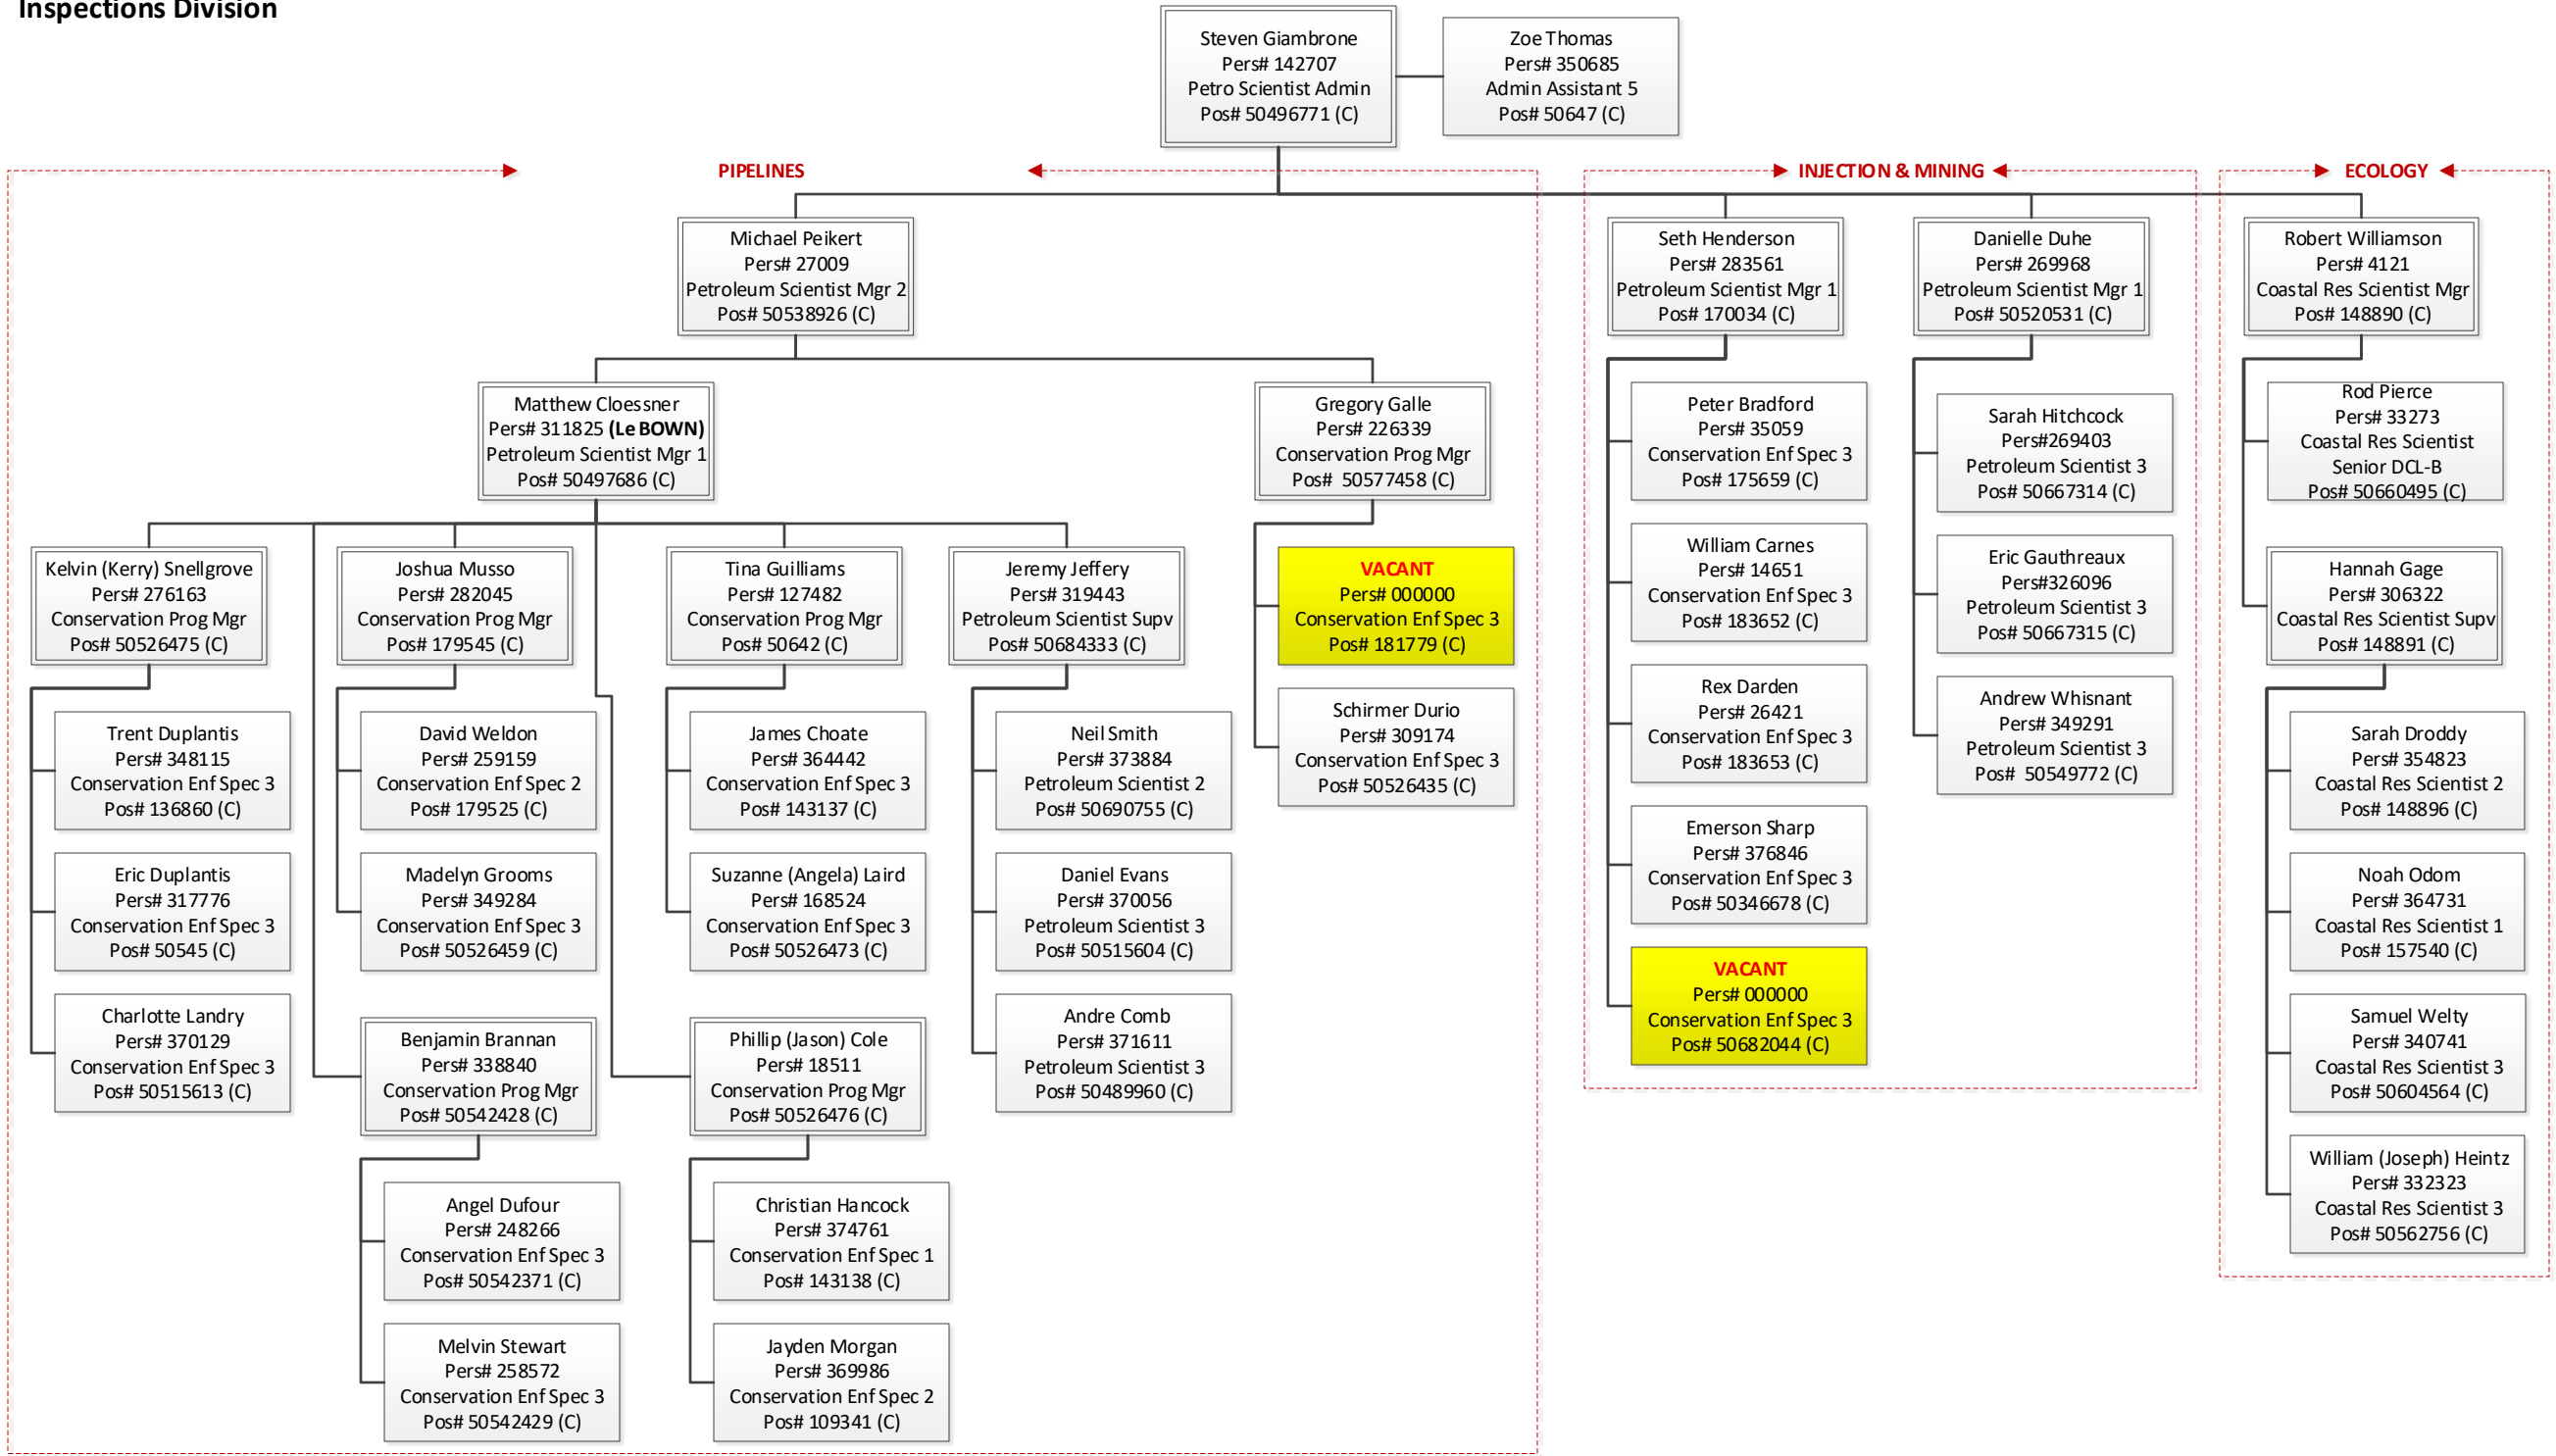 Inspections Division
Steven Giambrone
Pers# 142707
Petro Scientist Admin
Pos# 50496771 (C)
Zoe Thomas
Pers# 350685
Admin Assistant 5
Pos# 50647 (C)
PIPELINES
INJECTION & MINING
ECOLOGY
Michael Peikert
Pers# 27009
Petroleum Scientist Mgr 2
Pos# 50538926 (C)
Seth Henderson
Pers# 283561
Petroleum Scientist Mgr 1
Pos# 170034 (C)
Danielle Duhe
Pers# 269968
Petroleum Scientist Mgr 1
Pos# 50520531 (C)
Robert Williamson
Pers# 4121
Coastal Res Scientist Mgr
Pos# 148890 (C)
Matthew Cloessner
Pers# 311825 (Le BOWN)
Petroleum Scientist Mgr 1
Pos# 50497686 (C)
Gregory Galle
Pers# 226339
Conservation Prog Mgr
Pos# 50577458 (C)
Kelvin (Kerry) Snellgrove
Pers# 276163
Conservation Prog Mgr
Pos# 50526475 (C)
Joshua Musso
Pers# 282045
Conservation Prog Mgr
Pos# 179545 (C)
Tina Guilliams
Pers# 127482
Conservation Prog Mgr
Pos# 50642 (C)
Jeremy Jeffery
Pers# 319443
Petroleum Scientist Supv
Pos# 50684333 (C)
VACANT
Pers# 000000
Conservation Enf Spec 3
Pos# 181779 (C)
Schirmer Durio
Pers# 309174
Conservation Enf Spec 3
Pos# 50526435 (C)
Trent Duplantis
Pers# 348115
Conservation Enf Spec 3
Pos# 136860 (C)
Eric Duplantis
Pers# 317776
Conservation Enf Spec 3
Pos# 50545 (C)
Charlotte Landry
Pers# 370129
Conservation Enf Spec 3
Pos# 50515613 (C)
David Weldon
Pers# 259159
Conservation Enf Spec 2
Pos# 179525 (C)
Madelyn Grooms
Pers# 349284
Conservation Enf Spec 3
Pos# 50526459 (C)
Benjamin Brannan
Pers# 338840
Conservation Prog Mgr
Pos# 50542428 (C)
Angel Dufour
Pers# 248266
Conservation Enf Spec 3
Pos# 50542371 (C)
Melvin Stewart
Pers# 258572
Conservation Enf Spec 3
Pos# 50542429 (C)
James Choate
Pers# 364442
Conservation Enf Spec 3
Pos# 143137 (C)
Suzanne (Angela) Laird
Pers# 168524
Conservation Enf Spec 3
Pos# 50526473 (C)
Phillip (Jason) Cole
Pers# 18511
Conservation Prog Mgr
Pos# 50526476 (C)
Christian Hancock
Pers# 374761
Conservation Enf Spec 1
Pos# 143138 (C)
Jayden Morgan
Pers# 369986
Conservation Enf Spec 2
Pos# 109341 (C)
Neil Smith
Pers# 373884
Petroleum Scientist 2
Pos# 50690755 (C)
Daniel Evans
Pers# 370056
Petroleum Scientist 3
Pos# 50515604 (C)
Andre Comb
Pers# 371611
Petroleum Scientist 3
Pos# 50489960 (C)
Peter Bradford
Pers# 35059
Conservation Enf Spec 3
Pos# 175659 (C)
William Carnes
Pers# 14651
Conservation Enf Spec 3
Pos# 183652 (C)
Rex Darden
Pers# 26421
Conservation Enf Spec 3
Pos# 183653 (C)
Emerson Sharp
Pers# 376846
Conservation Enf Spec 3
Pos# 50346678 (C)
VACANT
Pers# 000000
Conservation Enf Spec 3
Pos# 50682044 (C)
Sarah Hitchcock
Pers#269403
Petroleum Scientist 3
Pos# 50667314 (C)
Eric Gauthreaux
Pers#326096
Petroleum Scientist 3
Pos# 50667315 (C)
Andrew Whisnant
Pers# 349291
Petroleum Scientist 3
Pos# 50549772 (C)
Rod Pierce
Pers# 33273
Coastal Res Scientist
Senior DCL-B
Pos# 50660495 (C)
Hannah Gage
Pers# 306322
Coastal Res Scientist Supv
Pos# 148891 (C)
Sarah Droddy
Pers# 354823
Coastal Res Scientist 2
Pos# 148896 (C)
Noah Odom
Pers# 364731
Coastal Res Scientist 1
Pos# 157540 (C)
Samuel Welty
Pers# 340741
Coastal Res Scientist 3
Pos# 50604564 (C)
William (Joseph) Heintz
Pers# 332323
Coastal Res Scientist 3
Pos# 50562756 (C)